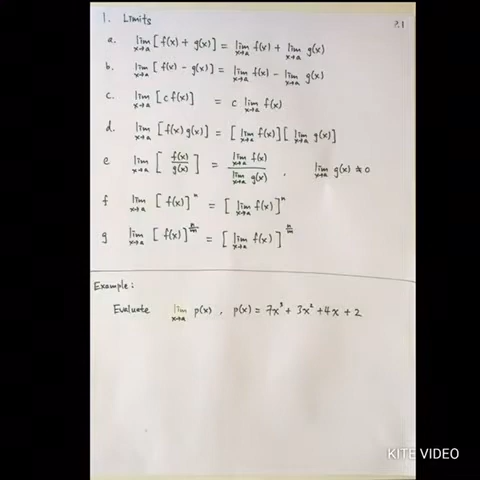 1. Limits P.1
a. lim x→a [f(x) + g(x)] = lim x→a f(x) + lim x→a g(x)
b. lim x→a [f(x) - g(x)] = lim x→a f(x) - lim x→a g(x)
c. lim x→a [c f(x)] = c lim x→a f(x)
d. lim x→a [f(x) g(x)] = [lim x→a f(x)] [lim x→a g(x)]
e lim x→a [f(x)/g(x)] = lim x→a f(x) / lim x→a g(x) , lim x→a g(x) ≠ 0
f lim x→a [f(x)]^n = [lim x→a f(x)]^n
g lim x→a [f(x)]^(n/m) = [lim x→a f(x)]^(n/m)
Example:
Evaluate lim x→a p(x) , p(x) = 7x³ + 3x² + 4x + 2
KITE VIDEO